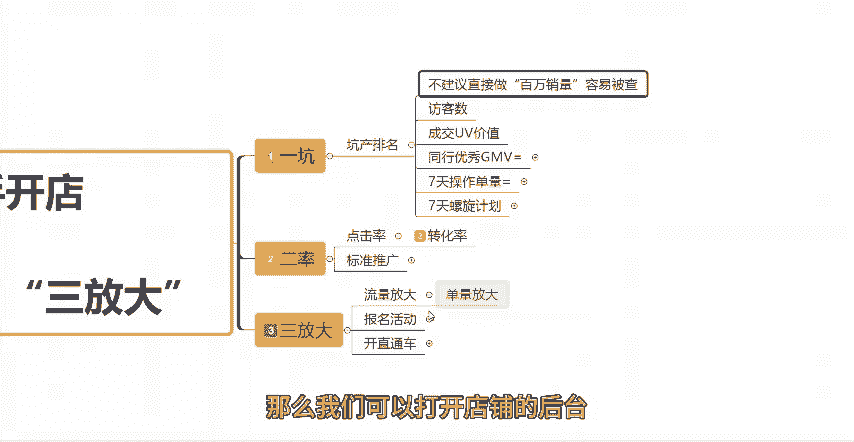 开店
“三放大”
1 一坑
坑产排名
不建议直接做“百万销量”容易被查
访客数
成交UV价值
同行优秀GMV=
7天操作单量=
7天螺旋计划
2 二率
点击率
转化率
标准推广
3 三放大
流量放大
单量放大
报名活动
开直通车
那么我们可以打开店铺的后台